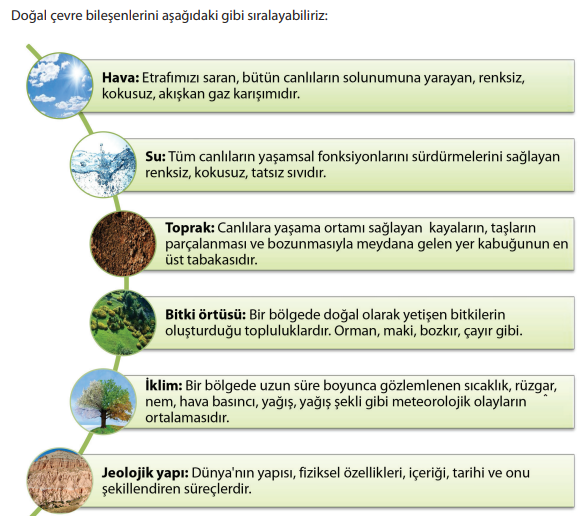 Doğal çevre bileşenlerini aşağıdaki gibi sıralayabiliriz:
Hava: Etrafımızı saran, bütün canlıların solunumuna yarayan, renksiz,
kokusuz, akışkan gaz karışımıdır.
Su: Tüm canlıların yaşamsal fonksiyonlarını sürdürmelerini sağlayan
renksiz, kokusuz, tatsız sıvıdır.
Toprak: Canlılara yaşama ortamı sağlayan kayaların, taşların
parçalanması ve bozunmasıyla meydana gelen yer kabuğunun en
üst tabakasıdır.
Bitki örtüsü: Bir bölgede doğal olarak yetişen bitkilerin
oluşturduğu topluluklardır. Orman, maki, bozkır, çayır gibi.
İklim: Bir bölgede uzun süre boyunca gözlemlenen sıcaklık, rüzgâr,
nem, hava basıncı, yağış, yağış şekli gibi meteorolojik olayların
ortalamasıdır.
Jeolojik yapı: Dünya'nın yapısı, fiziksel özellikleri, içeriği, tarihi ve onu
şekillendiren süreçlerdir.